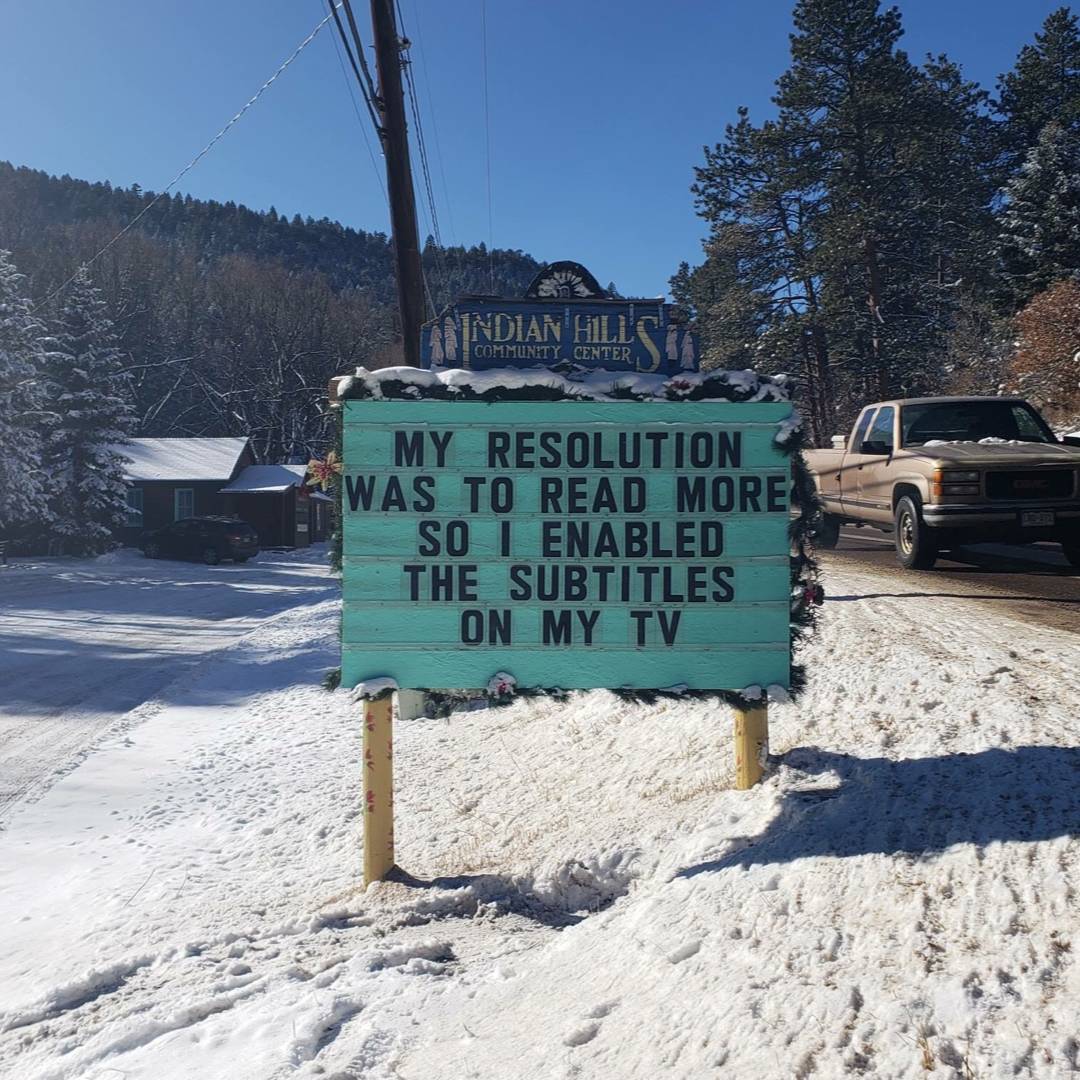 INDIAN HILLS
COMMUNITY CENTER
MY RESOLUTION
WAS TO READ MORE
SO I ENABLED
THE SUBTITLES
ON MY TV